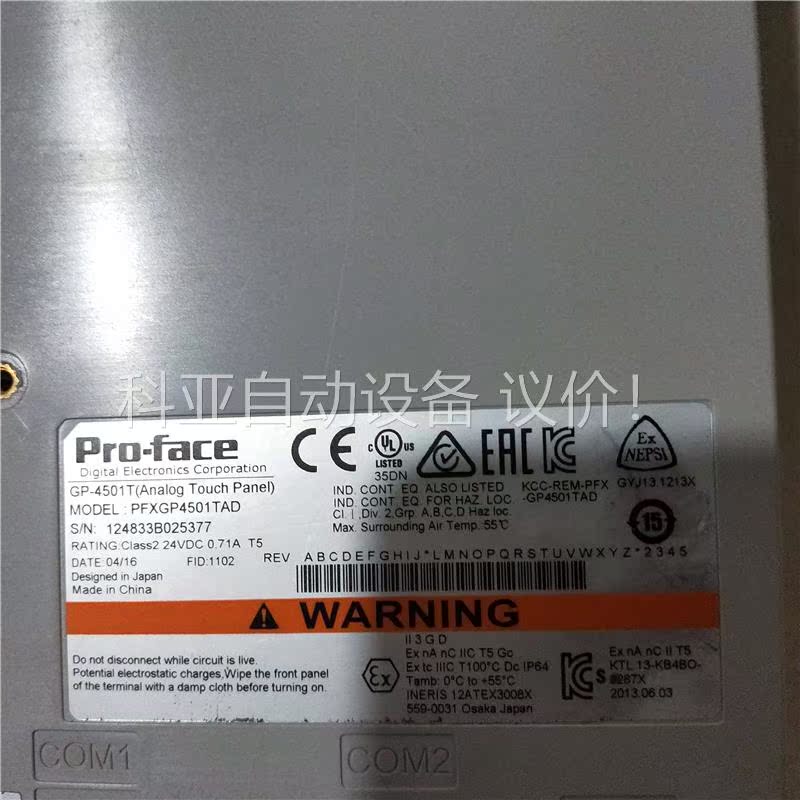 科亚自动设备 议价！
Pro-face
Digital Electronics Corporation
GP-4501T(Analog Touch Panel)
MODEL : PFXGP4501TAD
S/N: 124833B025377
RATING:Class2 24VDC 0.71A T5
DATE:04/16 FID:1102
Designed in Japan
Made in China
CE
C UL US
LISTED
35DN
EAC
KC
Ex
NEPSI
IND. CONT. EQ. ALSO LISTED
IND. CONT. EQ. FOR HAZ. LOC.
Cl. I ,Div. 2,Grp. A,B,C,D Haz loc.
Max. Surrounding Air Temp. 55℃
KCC-REM-PFX
-GP4501TAD
GYJ13.1213X
15
REV A B C D E F G H I J * L M N O P Q R S T U V W X Y Z * 2 3 4 5
WARNING
Do not disconnect while circuit is live.
Potential electrostatic charges,Wipe the front panel
of the terminal with a damp cloth before turning on.
Ex
II 3 G D
Ex nA nC IIC T5 Gc
Ex tc IIIC T100°C Dc IP64
Tamb: 0°C to +55°C
INERIS 12ATEX3008X
559-0031 Osaka Japan
KC s
Ex nA nC II T5
KTL 13-KB4BO-
287X
2013.06.03
COM1
COM2